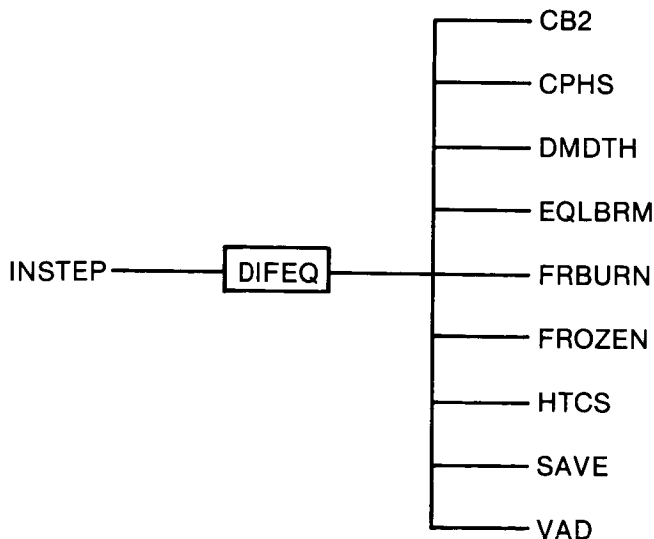 CB2
CPHS
DMDTH
EQLBRM
INSTEP DIFEQ FRBURN
FROZEN
HTCS
SAVE
VAD